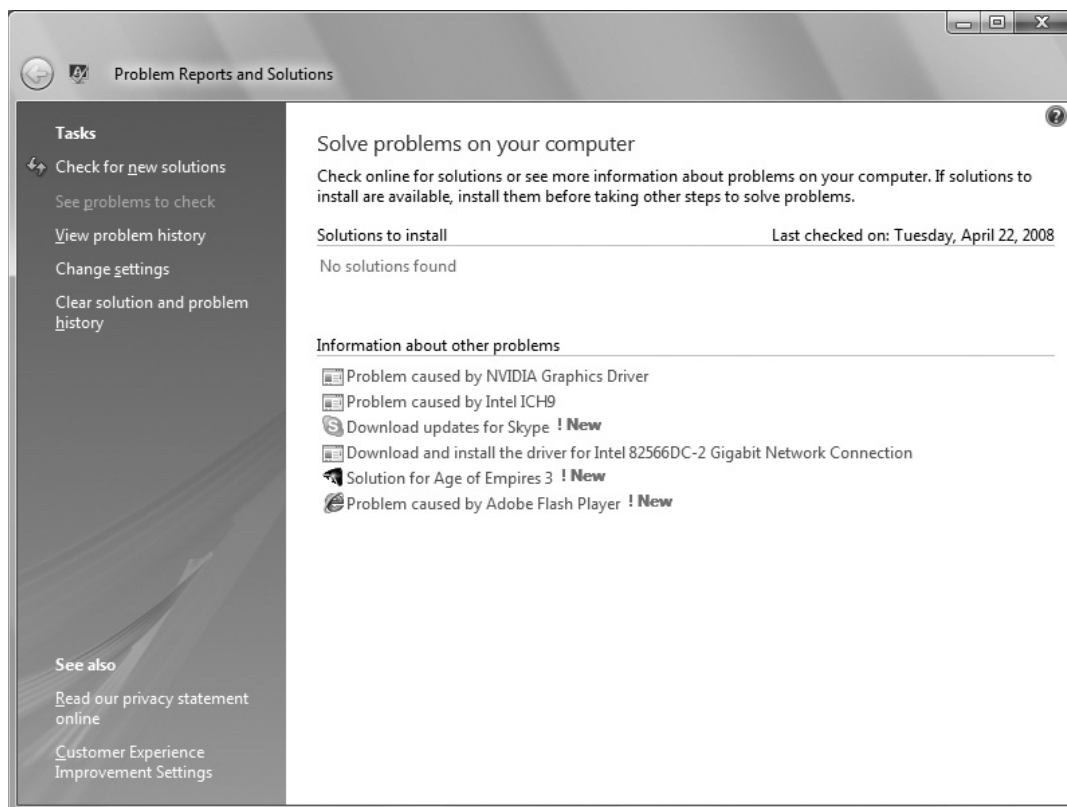 Problem Reports and Solutions
Tasks
Check for new solutions
See problems to check
View problem history
Change settings
Clear solution and problem
history
See also
Read our privacy statement
online
Customer Experience
Improvement Settings
Solve problems on your computer
Check online for solutions or see more information about problems on your computer. If solutions to
install are available, install them before taking other steps to solve problems.
Solutions to install Last checked on: Tuesday, April 22, 2008
No solutions found
Information about other problems
Problem caused by NVIDIA Graphics Driver
Problem caused by Intel ICH9
Download updates for Skype ! New
Download and install the driver for Intel 82566DC-2 Gigabit Network Connection
Solution for Age of Empires 3 ! New
Problem caused by Adobe Flash Player ! New